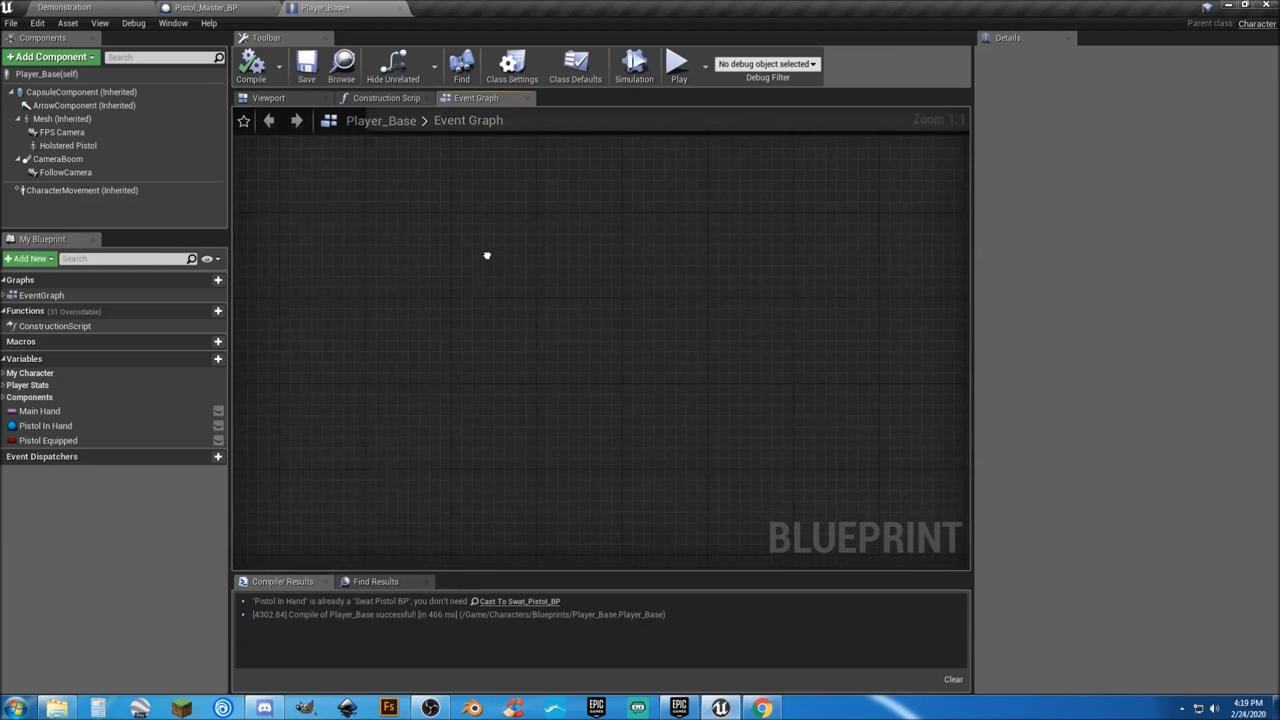 Demonstration
Pistol_Master_BP
Player_Base*
File Edit Asset View Debug Window Help
Parent class: Character
Components
Toolbar
Details
+Add Component
Search
Player_Base(self)
CapsuleComponent (Inherited)
ArrowComponent (Inherited)
Mesh (Inherited)
FPS Camera
Holstered Pistol
CameraBoom
FollowCamera
CharacterMovement (Inherited)
Compile
Save
Browse
Hide Unrelated
Find
Class Settings
Class Defaults
Simulation
Play
No debug object selected
Debug Filter
Viewport
Construction Scrip
Event Graph
Player_Base > Event Graph
Zoom 1:1
My Blueprint
+Add New
Search
Graphs
EventGraph
Functions (31 Overridable)
ConstructionScript
Macros
Variables
My Character
Player Stats
Components
Main Hand
Pistol In Hand
Pistol Equipped
Event Dispatchers
BLUEPRINT
Compiler Results
Find Results
'Pistol In Hand' is already a 'Swat Pistol BP', you don't need Cast To Swat_Pistol_BP
[4302.84] Compile of Player_Base successful! [in 466 ms] (/Game/Characters/Blueprints/Player_Base.Player_Base)
Clear
Fs
EPIC GAMES
EPIC GAMES
4:19 PM
2/24/2020